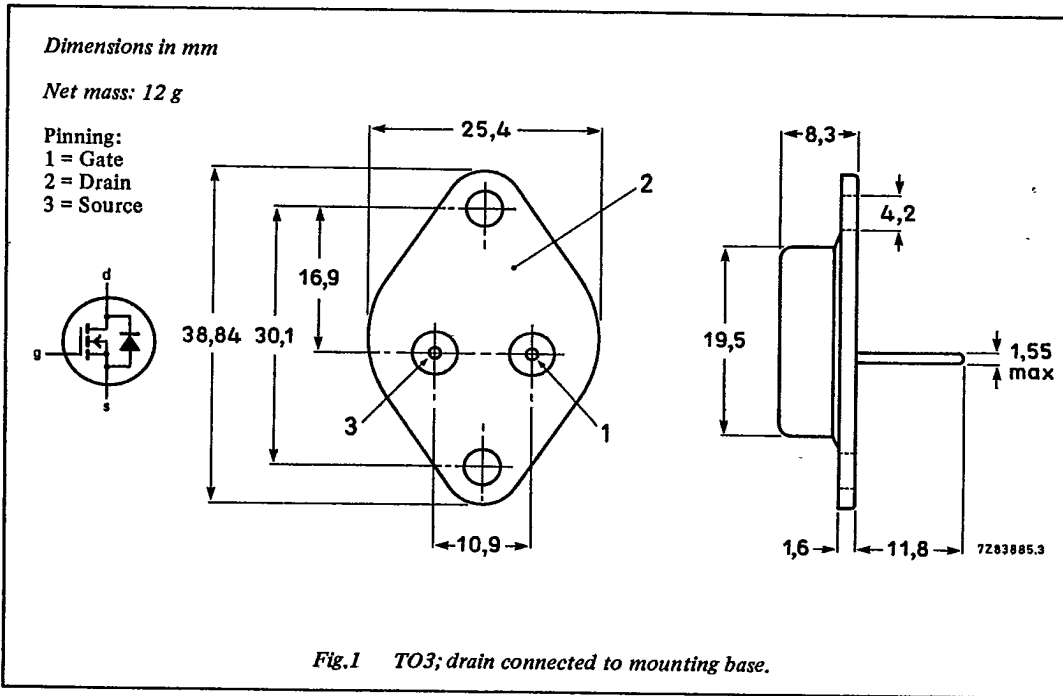 Dimensions in mm
Net mass: 12 g
Pinning:
1 = Gate
2 = Drain
3 = Source
d
g
s
25,4
2
38,84
30,1
16,9
3
1
10,9
8,3
4,2
19,5
1,55
max
1,6
11,8
7Z83885.3
Fig.1 TO3; drain connected to mounting base.